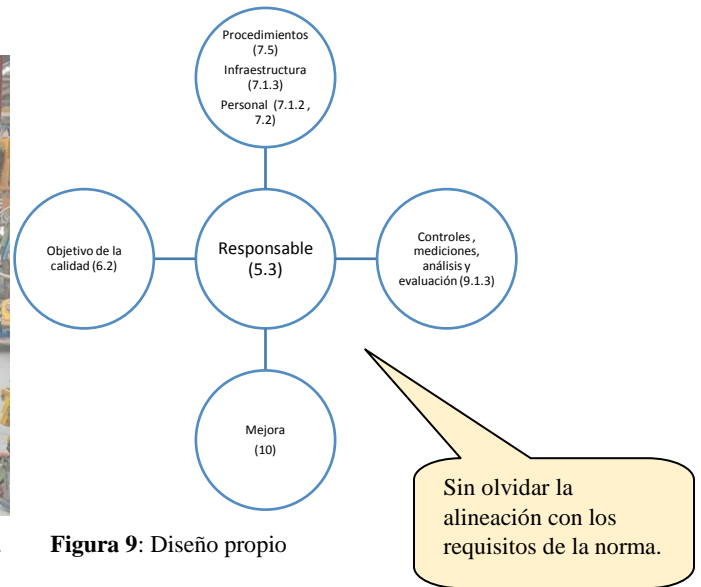 Procedimientos
(7.5)
Infraestructura
(7.1.3)
Personal (7.1.2 ,
7.2)
Objetivo de la
calidad (6.2)
Responsable
(5.3)
Controles ,
mediciones,
análisis y
evaluación (9.1.3)
Mejora
(10)
Sin olvidar la
alineación con los
requisitos de la norma.
Figura 9: Diseño propio